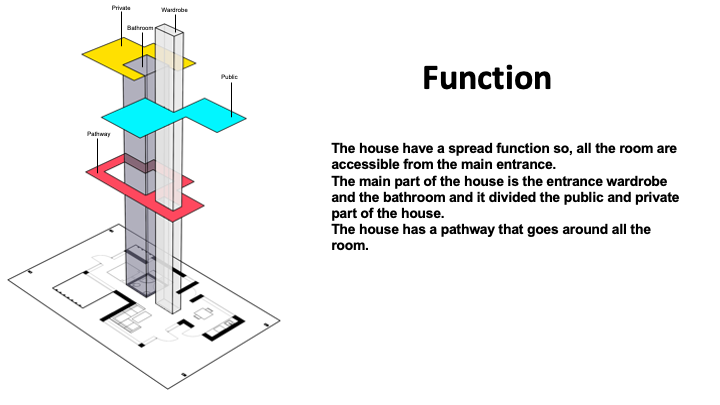 Private
Wardrobe
Bathroom
Public
Pathway
Function
The house have a spread function so, all the room are
accessible from the main entrance.
The main part of the house is the entrance wardrobe
and the bathroom and it divided the public and private
part of the house.
The house has a pathway that goes around all the
room.